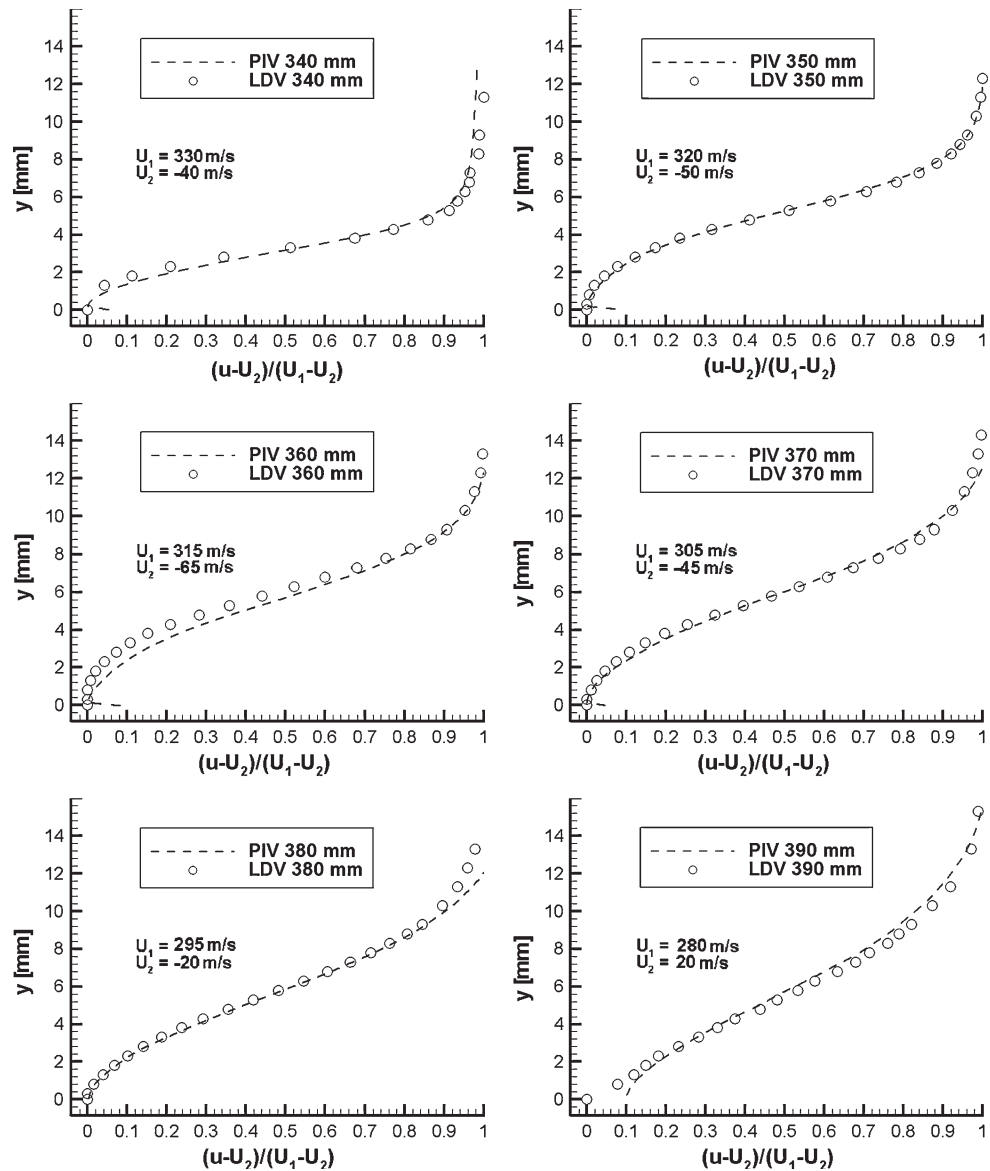 PIV 340 mm
LDV 340 mm
U1 = 330 m/s
U2 = -40 m/s
y [mm]
14
12
10
8
6
4
2
0
0 0.1 0.2 0.3 0.4 0.5 0.6 0.7 0.8 0.9 1
(u-U2)/(U1-U2)
PIV 350 mm
LDV 350 mm
U1 = 320 m/s
U2 = -50 m/s
y [mm]
14
12
10
8
6
4
2
0
0 0.1 0.2 0.3 0.4 0.5 0.6 0.7 0.8 0.9 1
(u-U2)/(U1-U2)
PIV 360 mm
LDV 360 mm
U1 = 315 m/s
U2 = -65 m/s
y [mm]
14
12
10
8
6
4
2
0
0 0.1 0.2 0.3 0.4 0.5 0.6 0.7 0.8 0.9 1
(u-U2)/(U1-U2)
PIV 370 mm
LDV 370 mm
U1 = 305 m/s
U2 = -45 m/s
y [mm]
14
12
10
8
6
4
2
0
0 0.1 0.2 0.3 0.4 0.5 0.6 0.7 0.8 0.9 1
(u-U2)/(U1-U2)
PIV 380 mm
LDV 380 mm
U1 = 295 m/s
U2 = -20 m/s
y [mm]
14
12
10
8
6
4
2
0
0 0.1 0.2 0.3 0.4 0.5 0.6 0.7 0.8 0.9 1
(u-U2)/(U1-U2)
PIV 390 mm
LDV 390 mm
U1 = 280 m/s
U2 = 20 m/s
y [mm]
14
12
10
8
6
4
2
0
0 0.1 0.2 0.3 0.4 0.5 0.6 0.7 0.8 0.9 1
(u-U2)/(U1-U2)